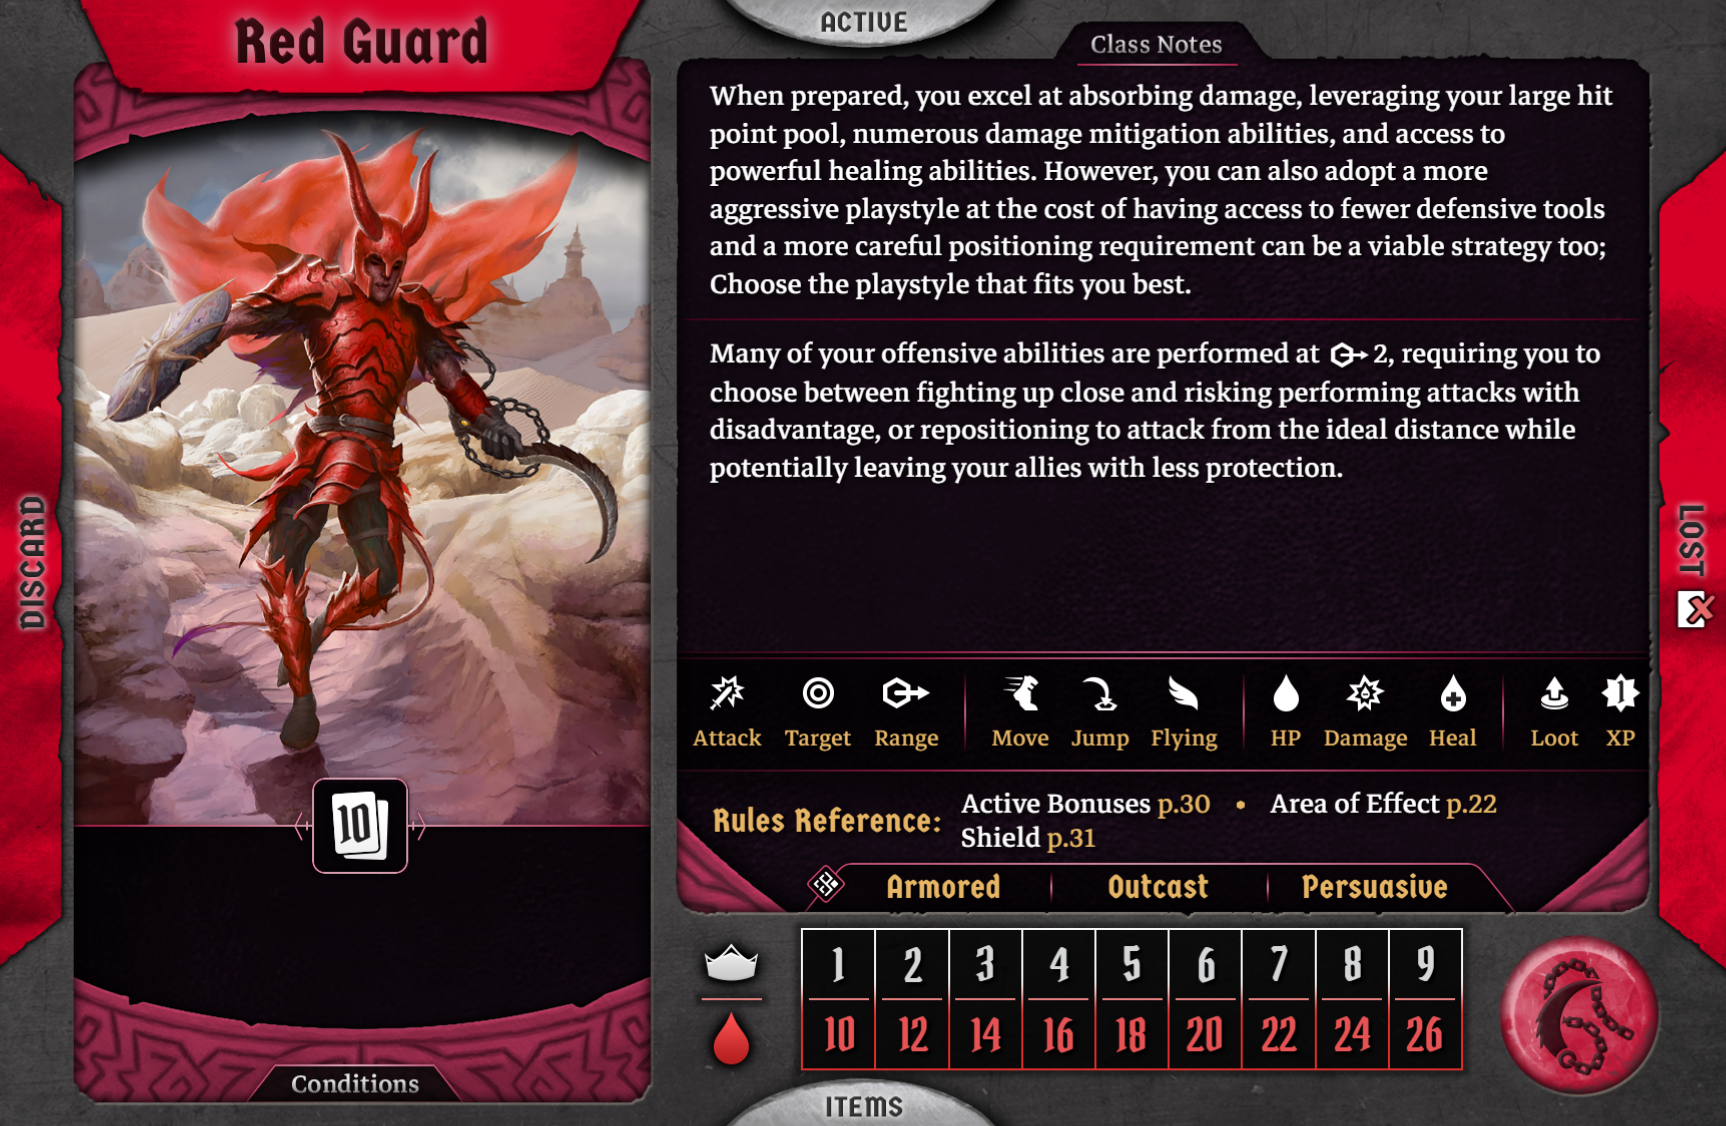 Red Guard
ACTIVE
Class Notes
When prepared, you excel at absorbing damage, leveraging your large hit
point pool, numerous damage mitigation abilities, and access to
powerful healing abilities. However, you can also adopt a more
aggressive playstyle at the cost of having access to fewer defensive tools
and a more careful positioning requirement can be a viable strategy too;
Choose the playstyle that fits you best.
Many of your offensive abilities are performed at 2, requiring you to
choose between fighting up close and risking performing attacks with
disadvantage, or repositioning to attack from the ideal distance while
potentially leaving your allies with less protection.
DISCARD
LOST
1
Attack Target Range Move Jump Flying HP Damage Heal Loot XP
10
Rules Reference: Active Bonuses p.30 • Area of Effect p.22
Shield p.31
Armored Outcast Persuasive
1 2 3 4 5 6 7 8 9
10 12 14 16 18 20 22 24 26
Conditions
ITEMS